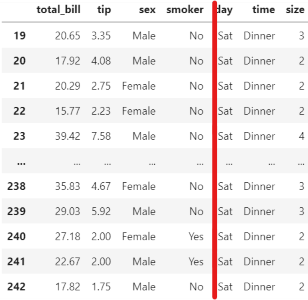 total_bill tip sex smoker day time size
19 20.65 3.35 Male No Sat Dinner 3
20 17.92 4.08 Male No Sat Dinner 2
21 20.29 2.75 Female No Sat Dinner 2
22 15.77 2.23 Female No Sat Dinner 2
23 39.42 7.58 Male No Sat Dinner 4
... ... ... ... ... ... ... ...
238 35.83 4.67 Female No Sat Dinner 3
239 29.03 5.92 Male No Sat Dinner 3
240 27.18 2.00 Female Yes Sat Dinner 2
241 22.67 2.00 Male Yes Sat Dinner 2
242 17.82 1.75 Male No Sat Dinner 2